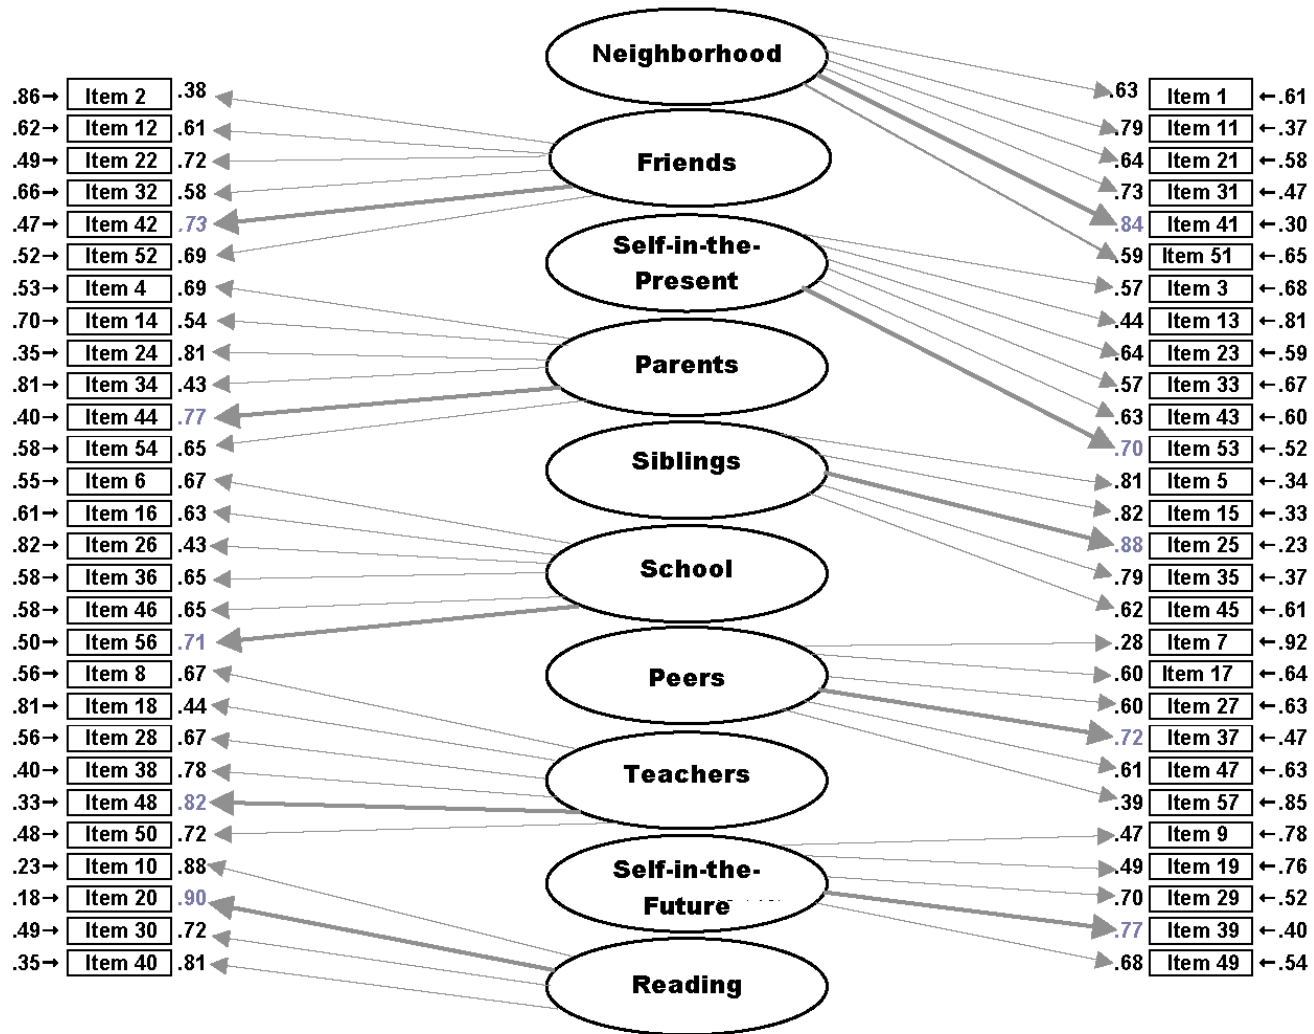 Neighborhood
Friends
Self-in-the-
Present
Parents
Siblings
School
Peers
Teachers
Self-in-the-
Future
Reading
.86→ Item 2 .38
.62→ Item 12 .61
.49→ Item 22 .72
.66→ Item 32 .58
.47→ Item 42 .73
.52→ Item 52 .69
.53→ Item 4 .69
.70→ Item 14 .54
.35→ Item 24 .81
.81→ Item 34 .43
.40→ Item 44 .77
.58→ Item 54 .65
.55→ Item 6 .67
.61→ Item 16 .63
.82→ Item 26 .43
.58→ Item 36 .65
.58→ Item 46 .65
.50→ Item 56 .71
.56→ Item 8 .67
.81→ Item 18 .44
.56→ Item 28 .67
.40→ Item 38 .78
.33→ Item 48 .82
.48→ Item 50 .72
.23→ Item 10 .88
.18→ Item 20 .90
.49→ Item 30 .72
.35→ Item 40 .81
.63 Item 1 ←.61
.79 Item 11 ←.37
.64 Item 21 ←.58
.73 Item 31 ←.47
.84 Item 41 ←.30
.59 Item 51 ←.65
.57 Item 3 ←.68
.44 Item 13 ←.81
.64 Item 23 ←.59
.57 Item 33 ←.67
.63 Item 43 ←.60
.70 Item 53 ←.52
.81 Item 5 ←.34
.82 Item 15 ←.33
.88 Item 25 ←.23
.79 Item 35 ←.37
.62 Item 45 ←.61
.28 Item 7 ←.92
.60 Item 17 ←.64
.60 Item 27 ←.63
.72 Item 37 ←.47
.61 Item 47 ←.63
.39 Item 57 ←.85
.47 Item 9 ←.78
.49 Item 19 ←.76
.70 Item 29 ←.52
.77 Item 39 ←.40
.68 Item 49 ←.54